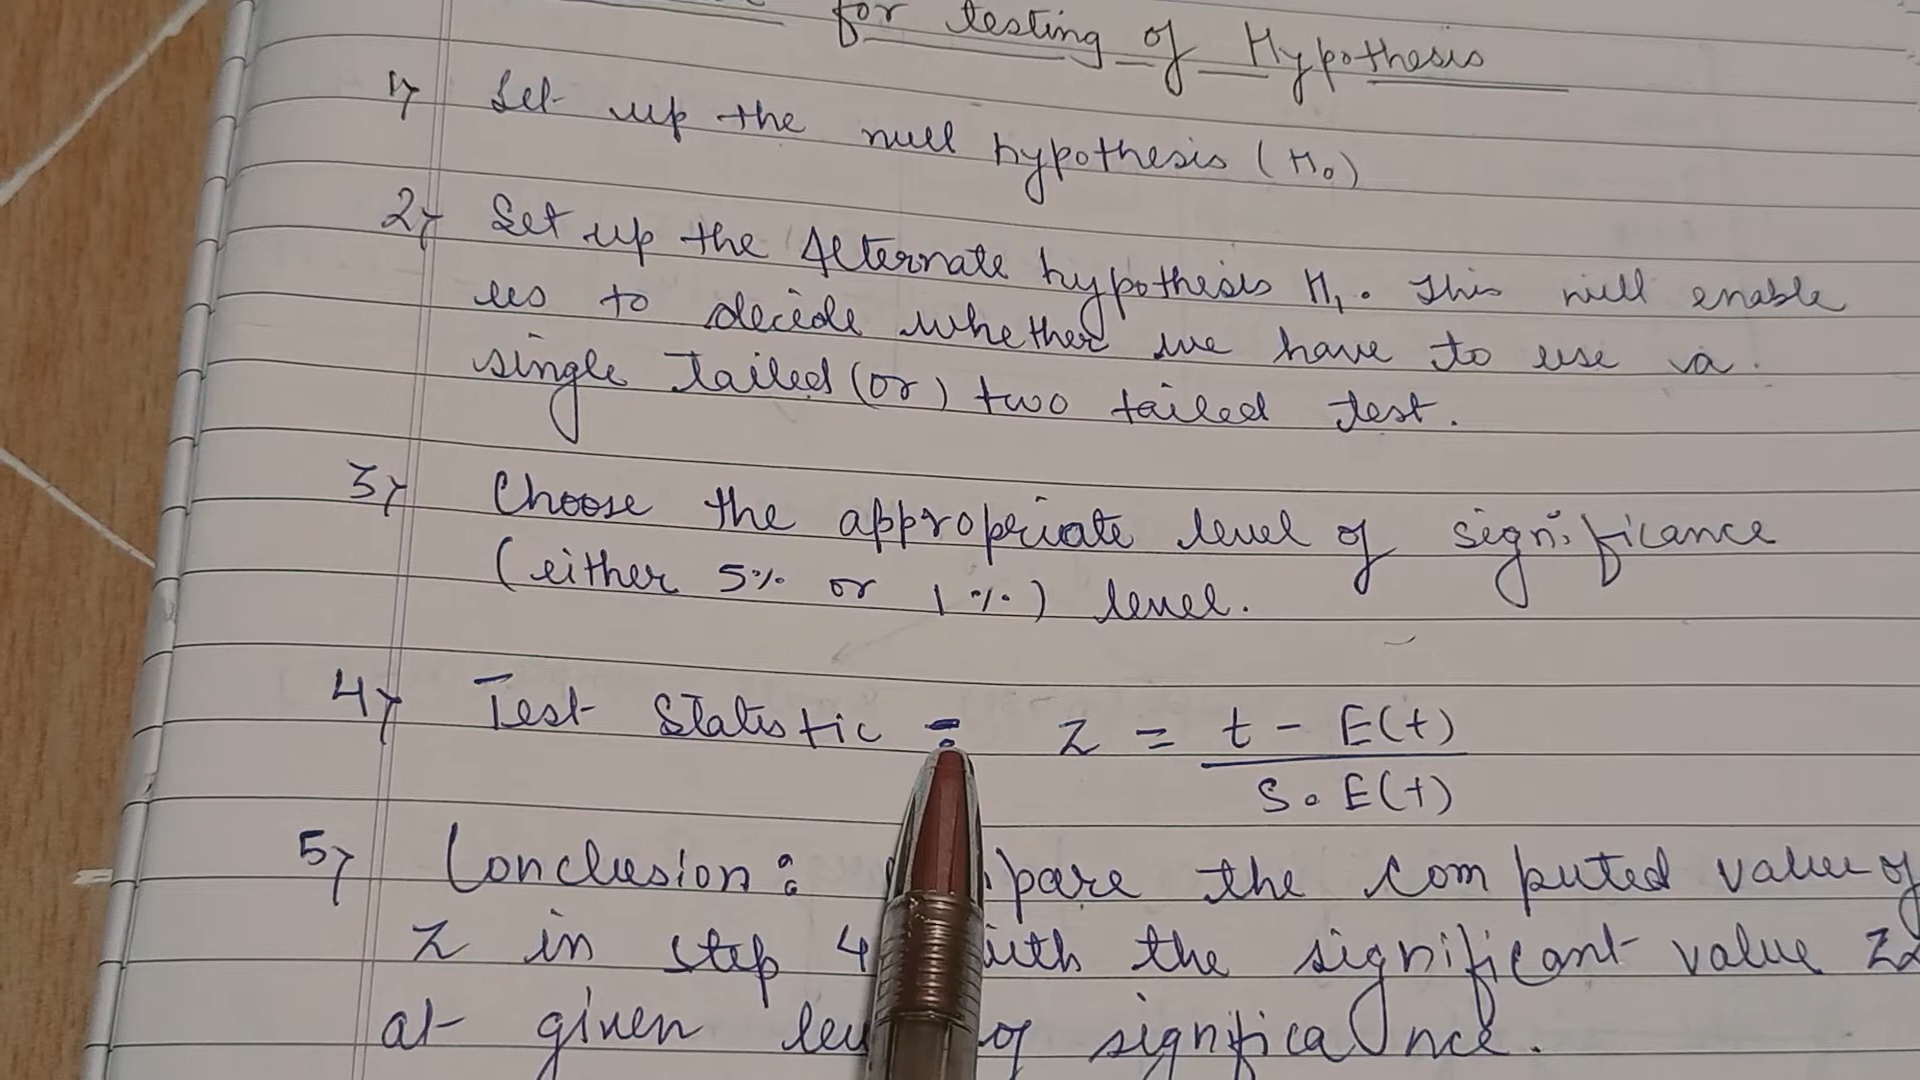 for testing of Hypothesis
1) Set up the null hypothesis (H₀)
2) Set up the Alternate hypothesis H₁. This will enable
us to decide whether we have to use a
single tailed (or) two tailed test.
3) Choose the appropriate level of significance
(either 5% or 1%) level.
4) Test Statistic :- z = t - E(t) / S.E(t)
5) Conclusion: the computed value of
z in step 4 with the significant value Zα
at given of significance.